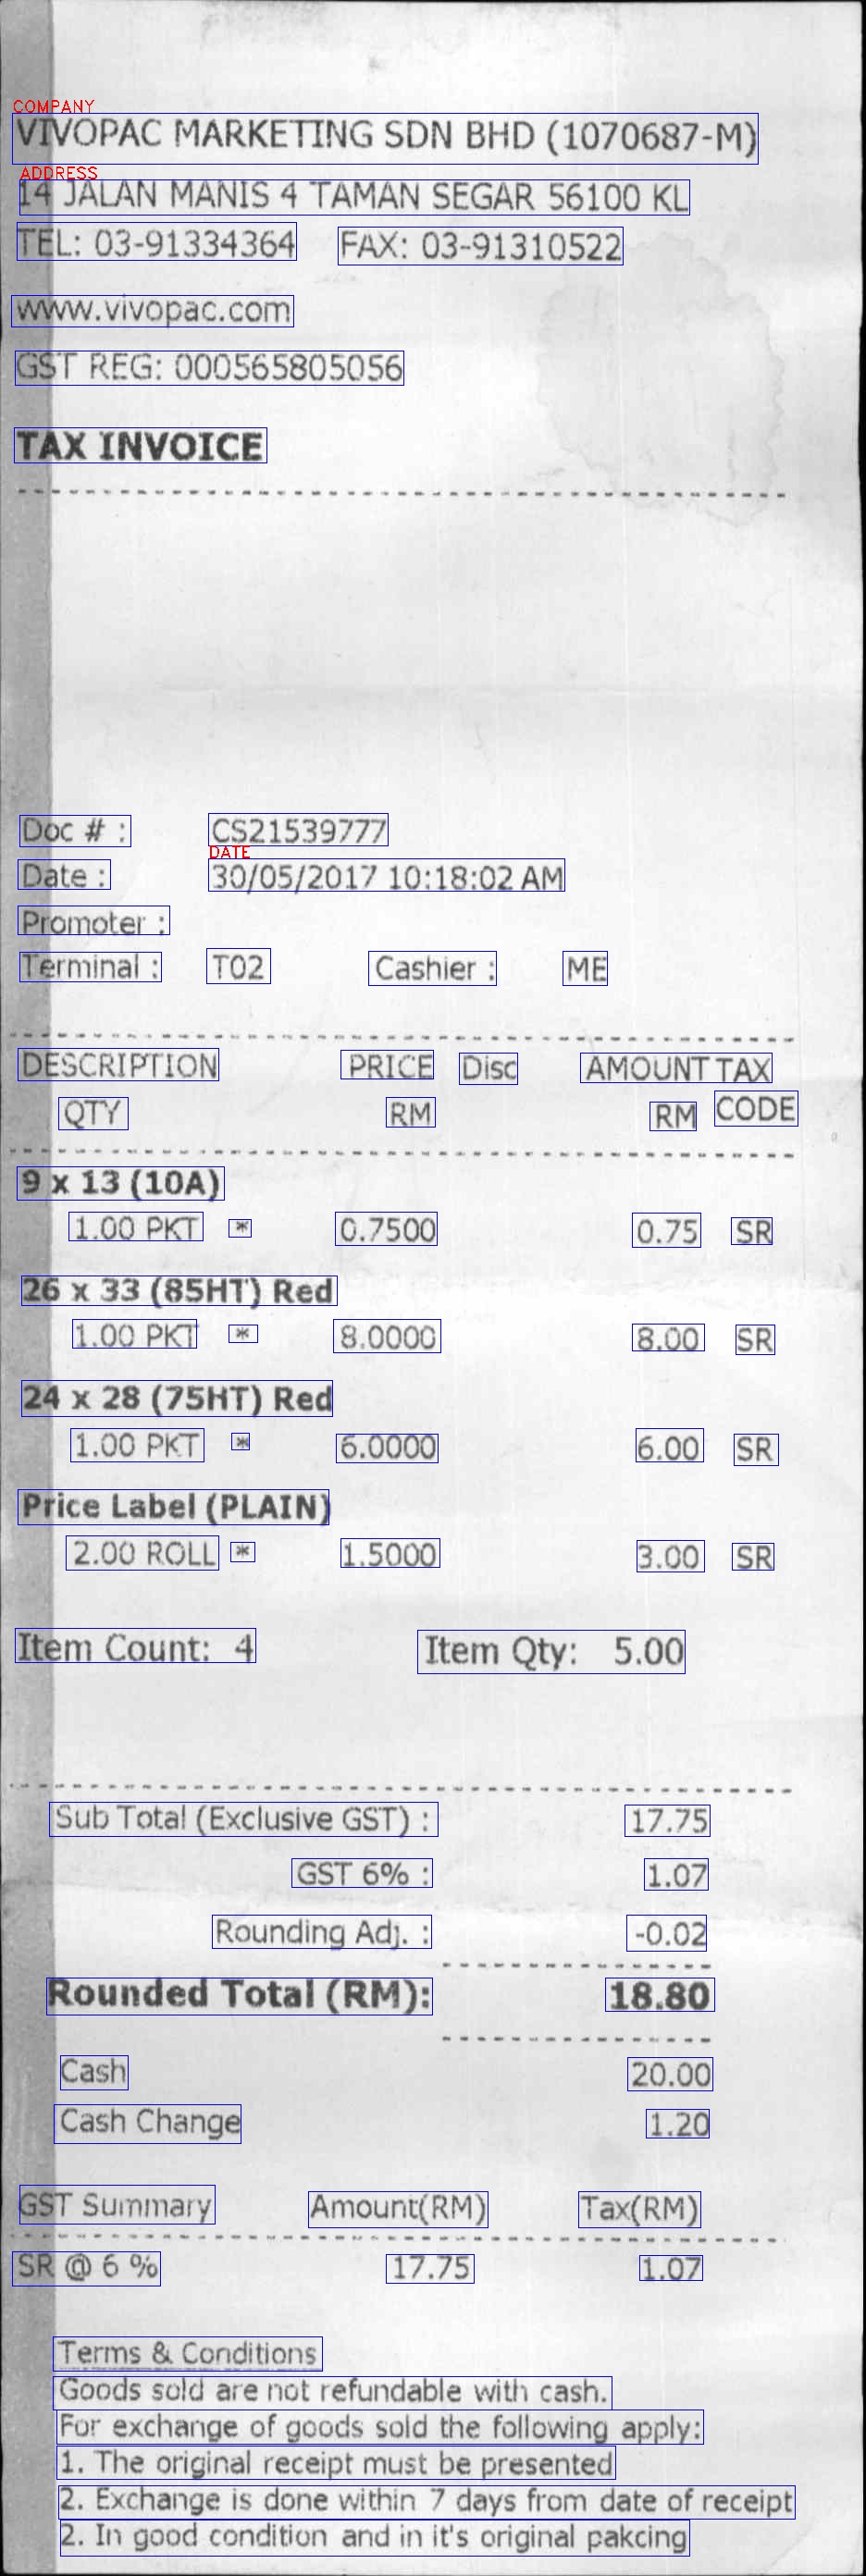 COMPANY
VIVOPAC MARKETING SDN BHD (1070687-M)
ADDRESS
14 JALAN MANIS 4 TAMAN SEGAR 56100 KL
TEL: 03-91334364 FAX: 03-91310522
www.vivopac.com
GST REG: 000565805056
TAX INVOICE
Doc # : CS21539777
DATE
Date : 30/05/2017 10:18:02 AM
Promoter :
Terminal : T02 Cashier : ME
DESCRIPTION PRICE Disc AMOUNT TAX
QTY RM RM CODE
9 x 13 (10A)
1.00 PKT * 0.7500 0.75 SR
26 x 33 (85HT) Red
1.00 PKT * 8.0000 8.00 SR
24 x 28 (75HT) Red
1.00 PKT * 6.0000 6.00 SR
Price Label (PLAIN)
2.00 ROLL * 1.5000 3.00 SR
Item Count: 4 Item Qty: 5.00
Sub Total (Exclusive GST) : 17.75
GST 6% : 1.07
Rounding Adj. : -0.02
Rounded Total (RM): 18.80
Cash 20.00
Cash Change 1.20
GST Summary Amount(RM) Tax(RM)
SR @ 6 % 17.75 1.07
Terms & Conditions
Goods sold are not refundable with cash.
For exchange of goods sold the following apply:
1. The original receipt must be presented
2. Exchange is done within 7 days from date of receipt
2. In good condition and in it's original pakcing